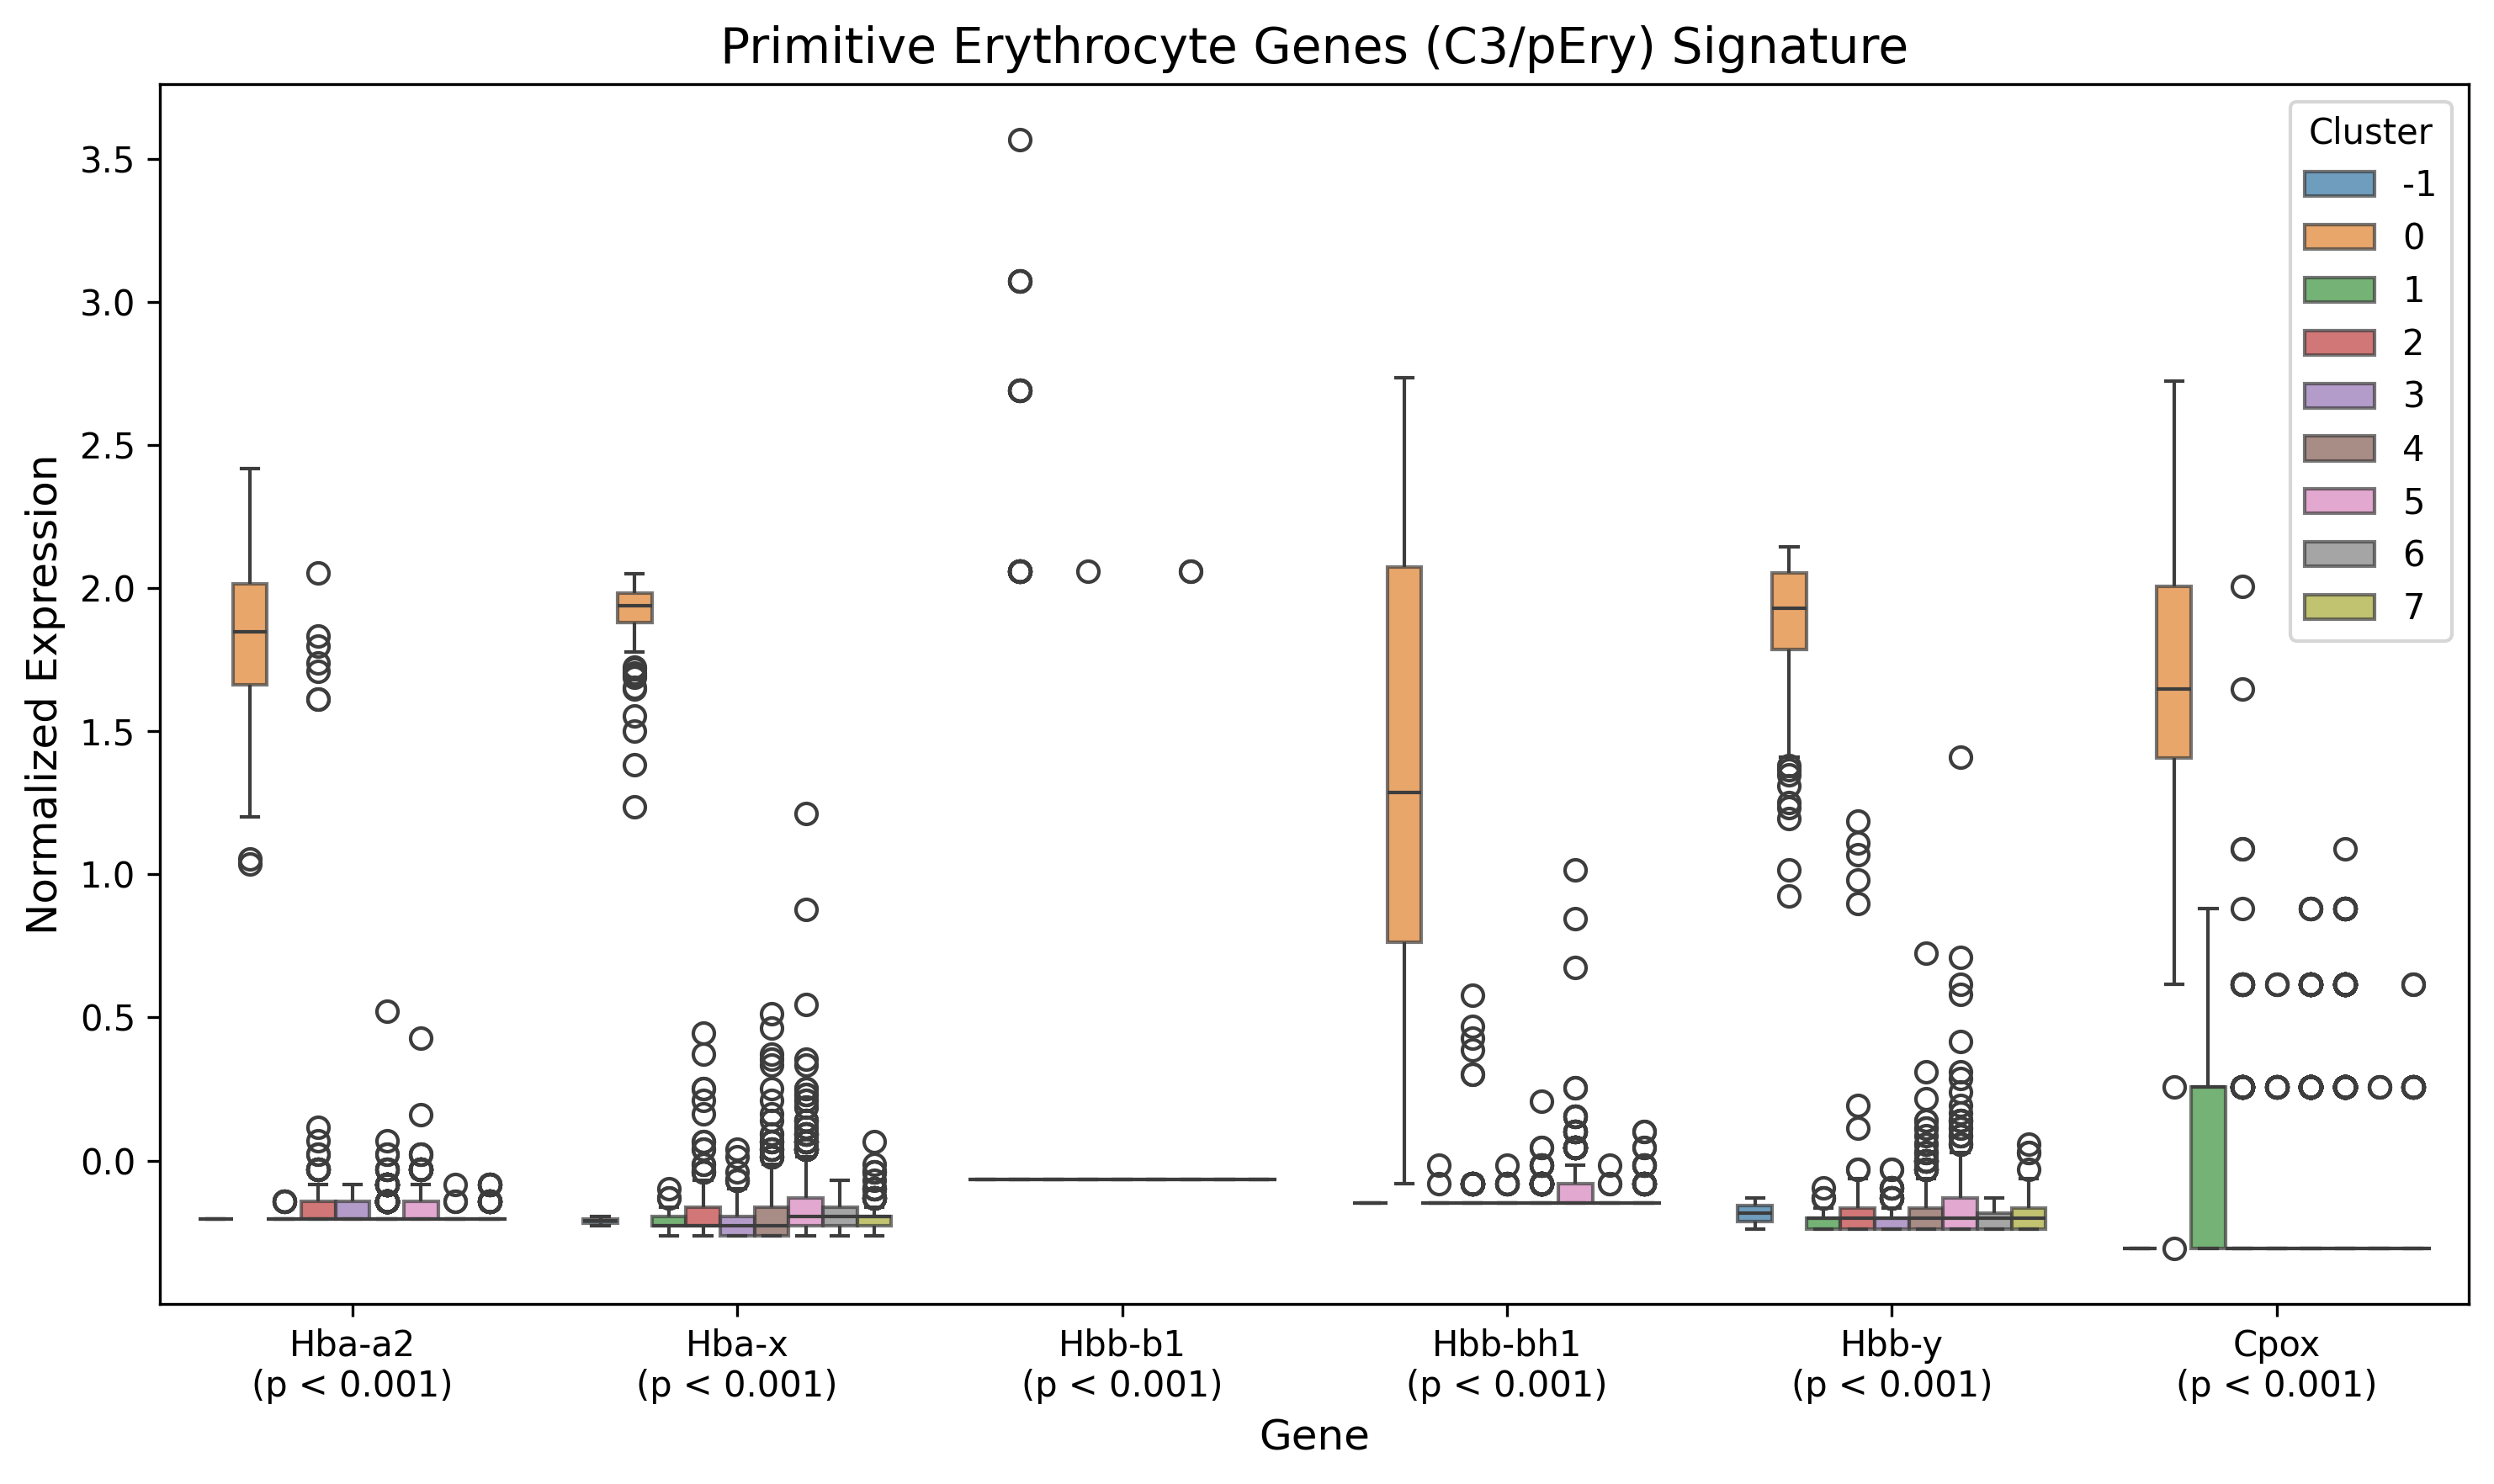 Primitive Erythrocyte Genes (C3/pEry) Signature
Normalized Expression
3.5
3.0
2.5
2.0
1.5
1.0
0.5
0.0
Cluster
-1
0
1
2
3
4
5
6
7
Hba-a2 Hba-x Hbb-b1 Hbb-bh1 Hbb-y Cpox
(p < 0.001) (p < 0.001) (p < 0.001) (p < 0.001) (p < 0.001) (p < 0.001)
Gene